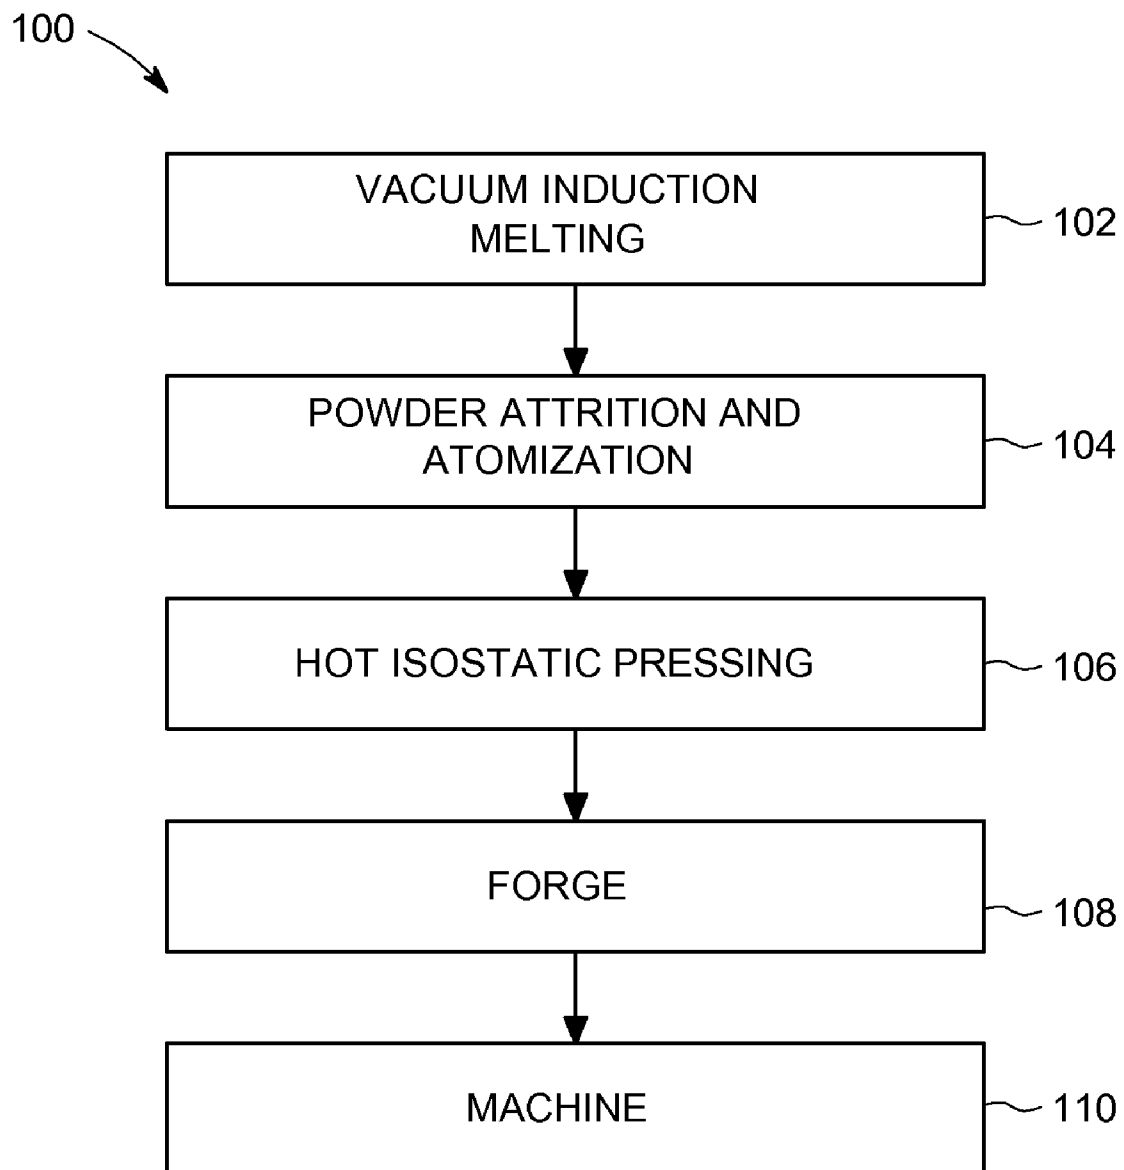 100
VACUUM INDUCTION
MELTING
102
POWDER ATTRITION AND
ATOMIZATION
104
HOT ISOSTATIC PRESSING
106
FORGE
108
MACHINE
110